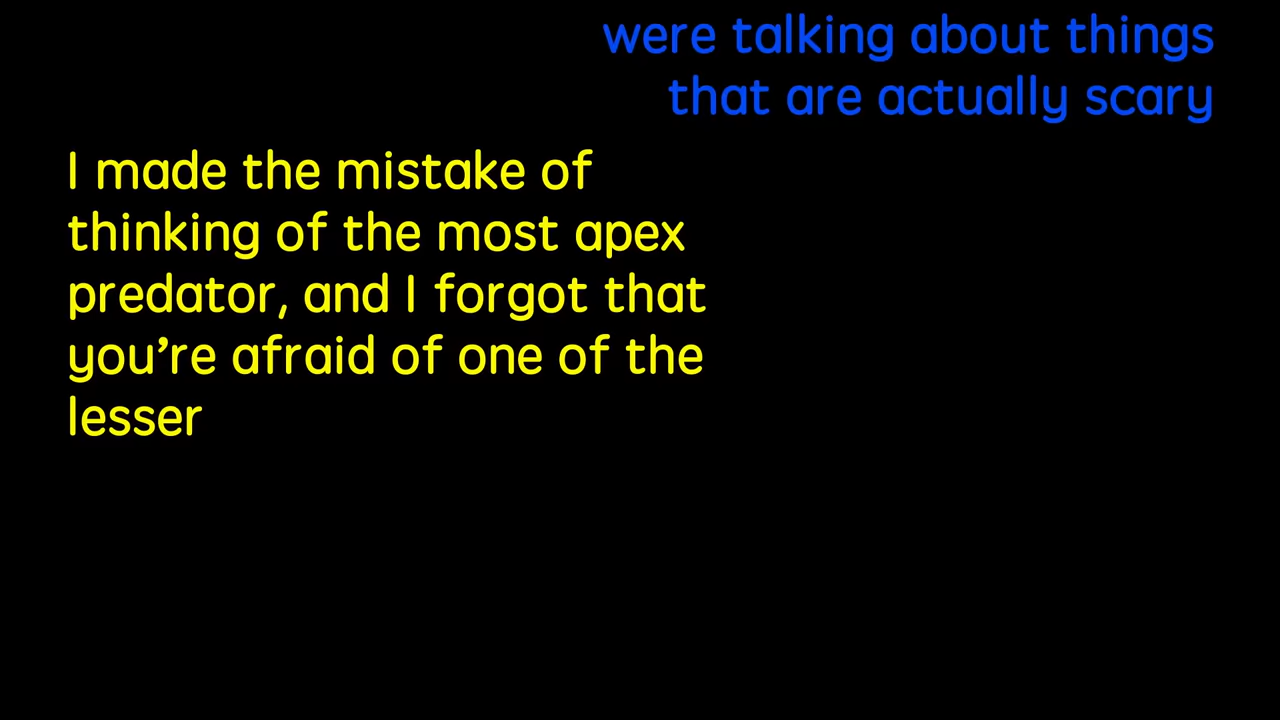 were talking about things
that are actually scary
I made the mistake of
thinking of the most apex
predator, and I forgot that
you’re afraid of one of the
lesser